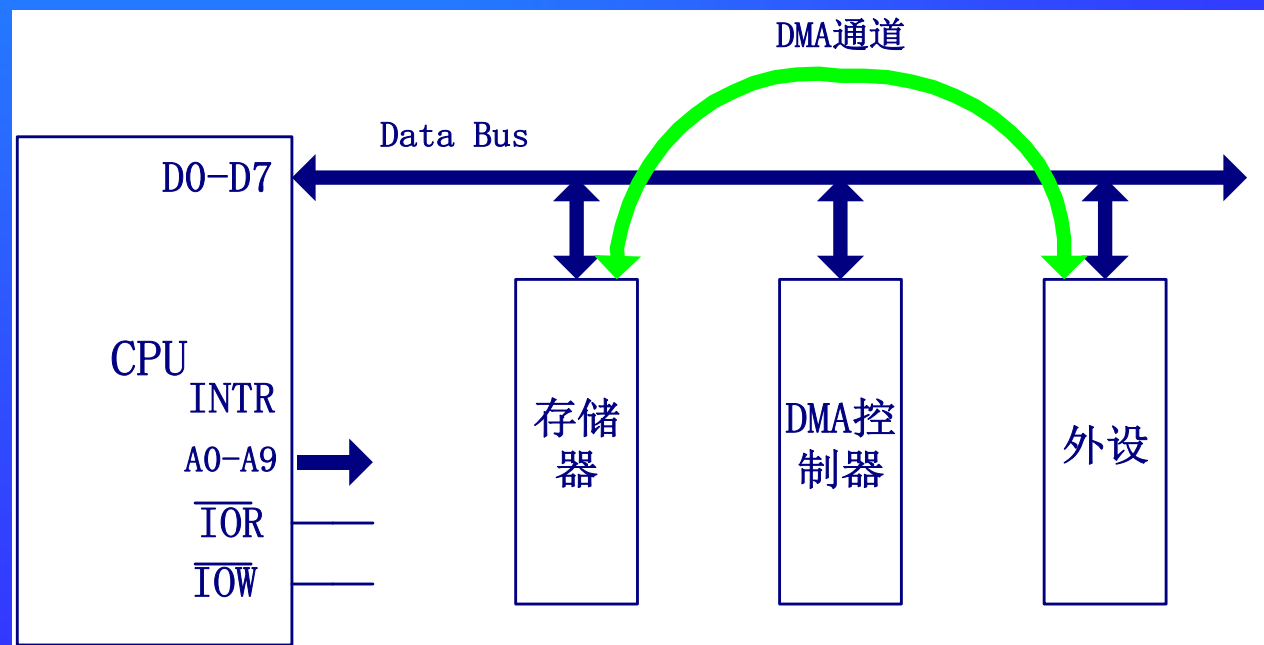 DMA通道
Data Bus
D0-D7
CPU
INTR
A0-A9
IOR
IOW
存储
器
DMA控
制器
外设